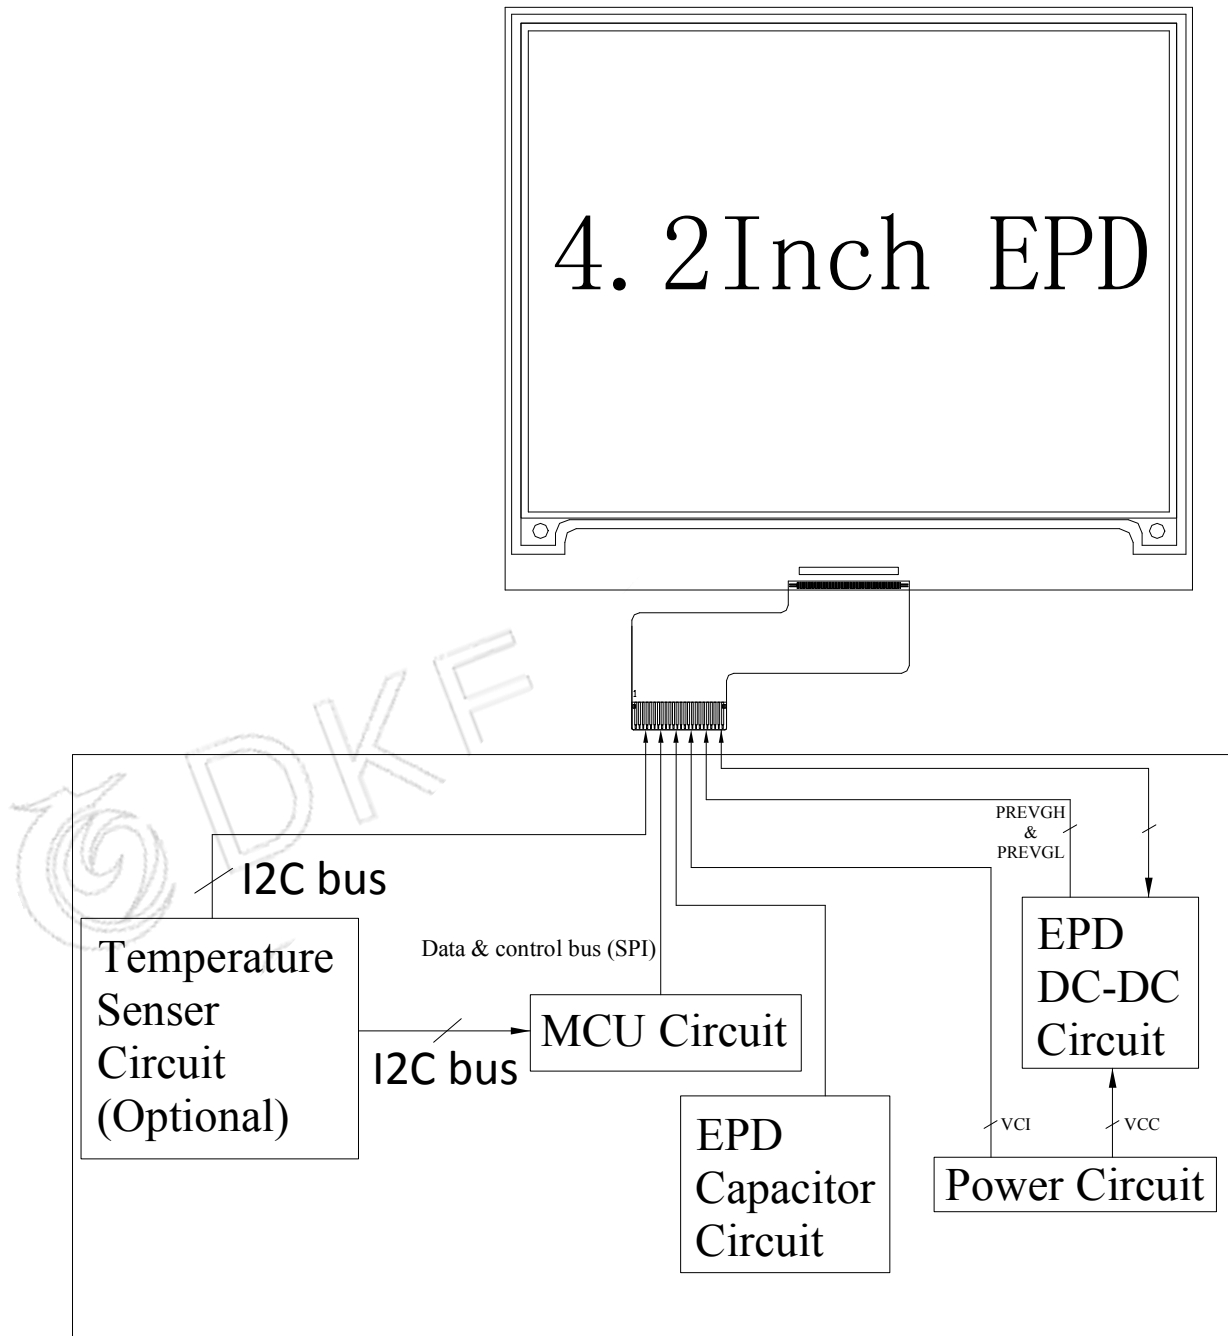 4.2Inch EPD
1
DKF
PREVGH
&
PREVGL
I2C bus
Temperature
Senser
Circuit
(Optional)
Data & control bus (SPI)
I2C bus
MCU Circuit
EPD
Capacitor
Circuit
EPD
DC-DC
Circuit
VCI
VCC
Power Circuit